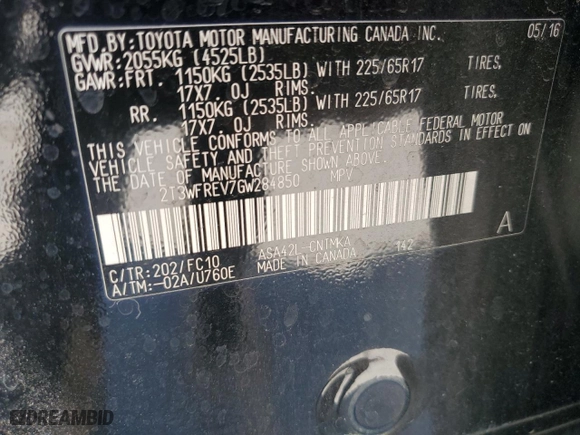 MFD.BY:TOYOTA MOTOR MANUFACTURING CANADA INC. 05/16
GVWR:2055KG (4525LB)
GAWR:FRT. 1150KG (2535LB) WITH 225/65R17 TIRES,
17X7. 0J RIMS.
RR. 1150KG (2535LB) WITH 225/65R17 TIRES,
17X7. 0J RIMS.
THIS VEHICLE CONFORMS TO ALL APPLICABLE FEDERAL MOTOR
VEHICLE SAFETY AND THEFT PREVENTION STANDARDS IN EFFECT ON
THE DATE OF MANUFACTURE SHOWN ABOVE.
2T3WFREV7GW284850 MPV
A
C/TR:202/FC10 ASA42L-CNTMKA T42
A/TM:-02A/U760E MADE IN CANADA
EZDREAMBID